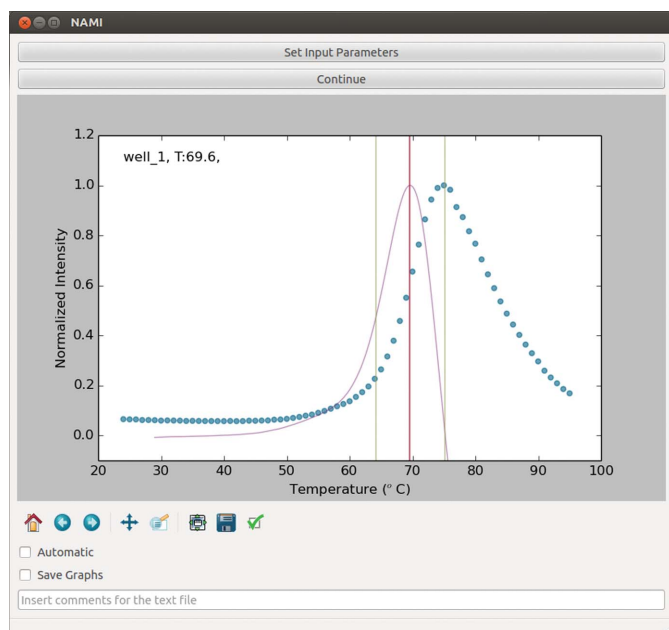 NAMI
Set Input Parameters
Continue
well_1, T:69.6,
1.2
1.0
0.8
0.6
0.4
0.2
0.0
Normalized Intensity
20 30 40 50 60 70 80 90 100
Temperature (° C)
Automatic
Save Graphs
Insert comments for the text file